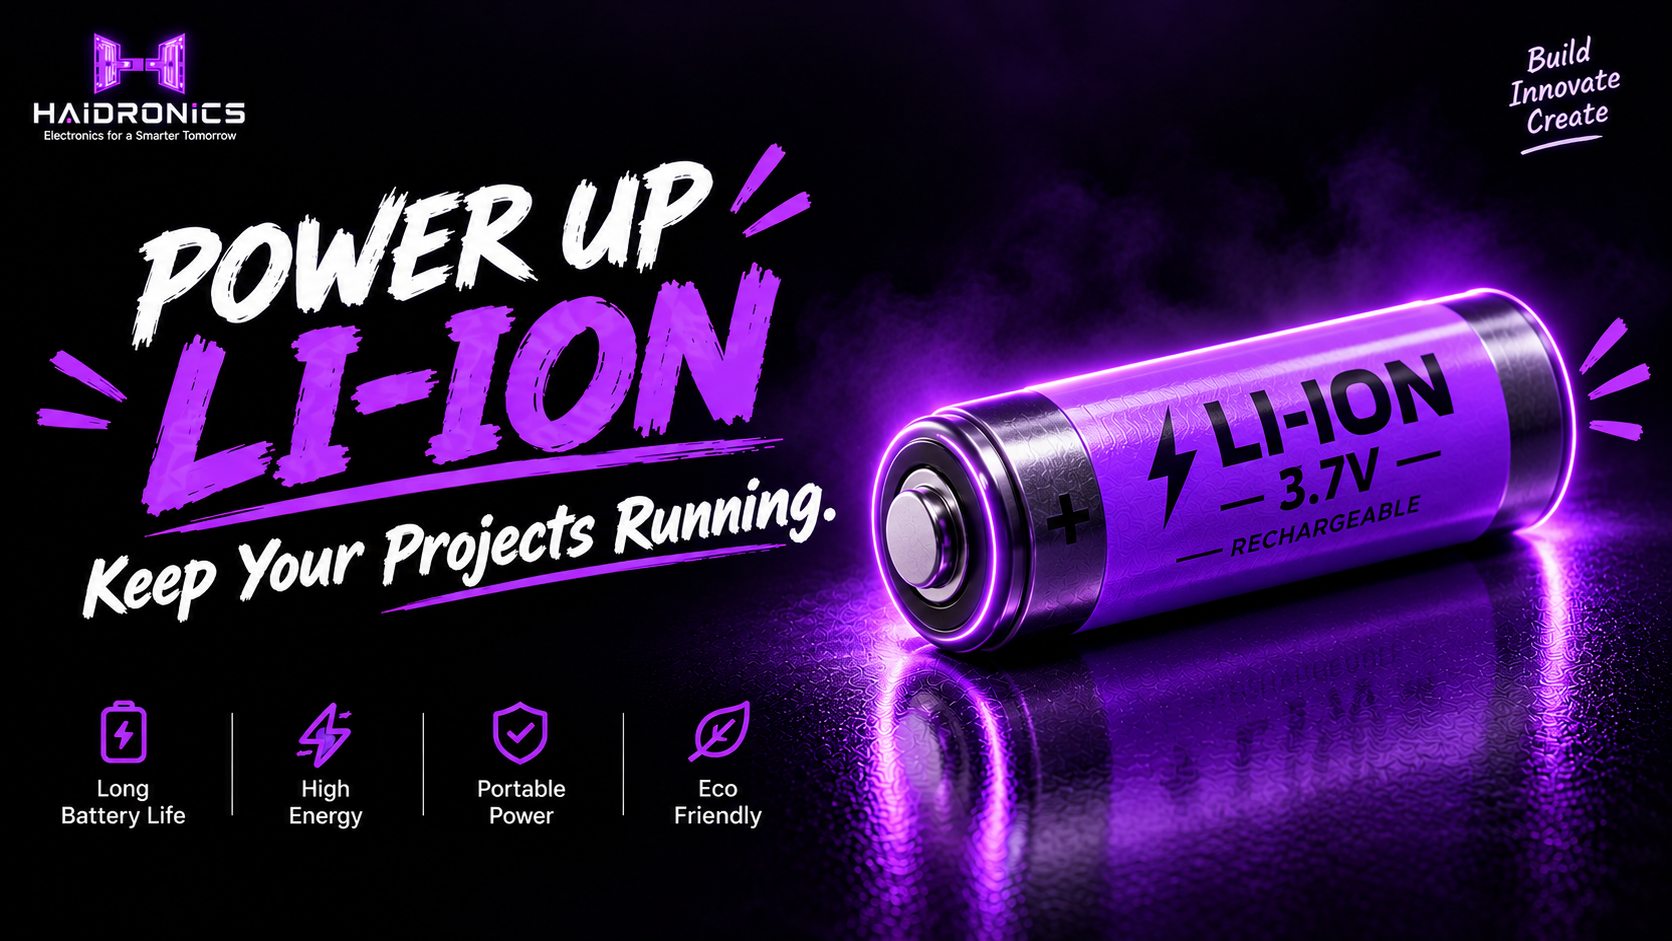 HAiDRONiCS
Electronics for a Smarter Tomorrow
Build
Innovate
Create
POWER UP
LI-ION
Keep Your Projects Running.
+
LI-ION
3.7V
RECHARGEABLE
Long
Battery Life
High
Energy
Portable
Power
Eco
Friendly